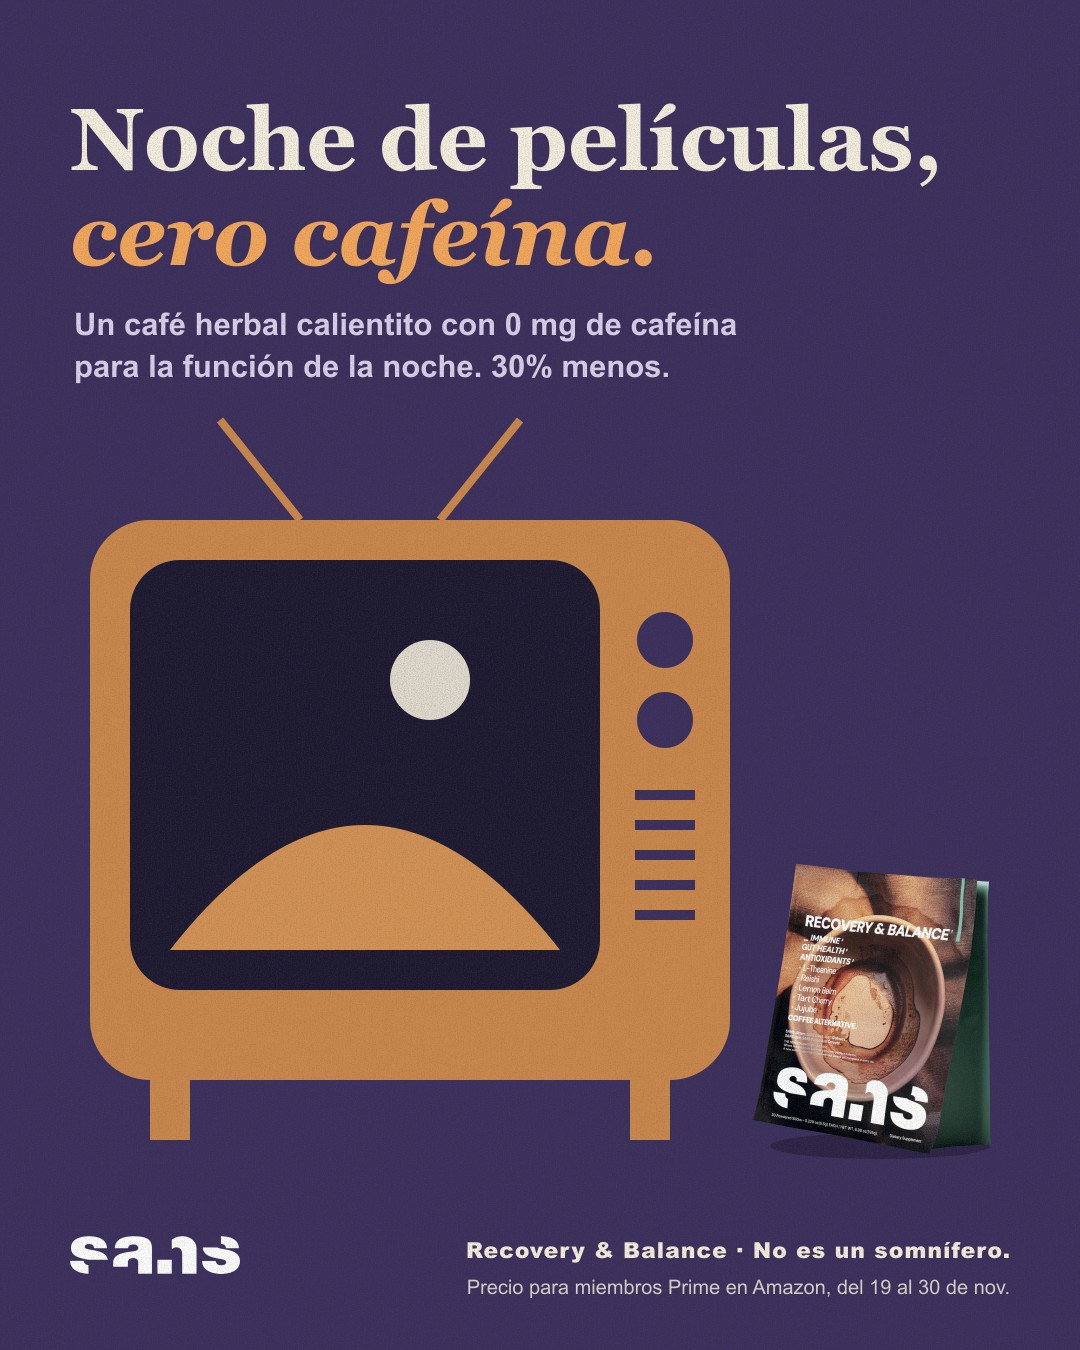 Noche de películas,
cero cafeína.
Un café herbal calientito con 0 mg de cafeína
para la función de la noche. 30% menos.
RECOVERY & BALANCE
IMMUNE
GUT HEALTH
ANTIOXIDANTS
L-Theanine
Reishi
Lemon Balm
Tart Cherry
Jujube
COFFEE ALTERNATIVE.
sans
Dietary Supplement
sans
Recovery & Balance · No es un somnífero.
Precio para miembros Prime en Amazon, del 19 al 30 de nov.